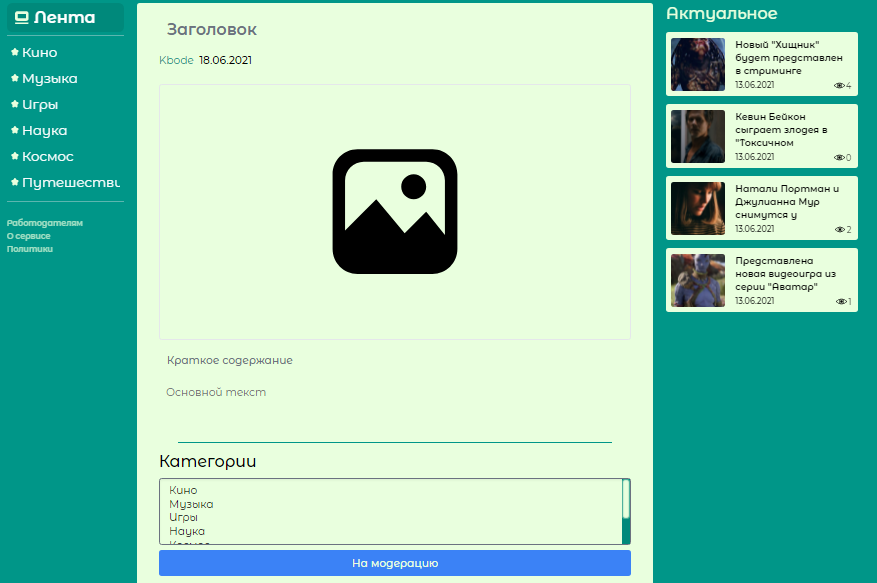 Лента
Кино
Музыка
Игры
Наука
Космос
Путешестви
Работодателям
О сервисе
Политики
Заголовок
Kbode 18.06.2021
Краткое содержание
Основной текст
Категории
Кино
Музыка
Игры
Наука
Космос
На модерацию
Актуальное
Новый "Хищник"
будет представлен
в стриминге
13.06.2021 4
Кевин Бейкон
сыграет злодея в
"Токсичном
13.06.2021 0
Натали Портман и
Джулианна Мур
снимутся у
13.06.2021 2
Представлена
новая видеоигра из
серии "Аватар"
13.06.2021 1